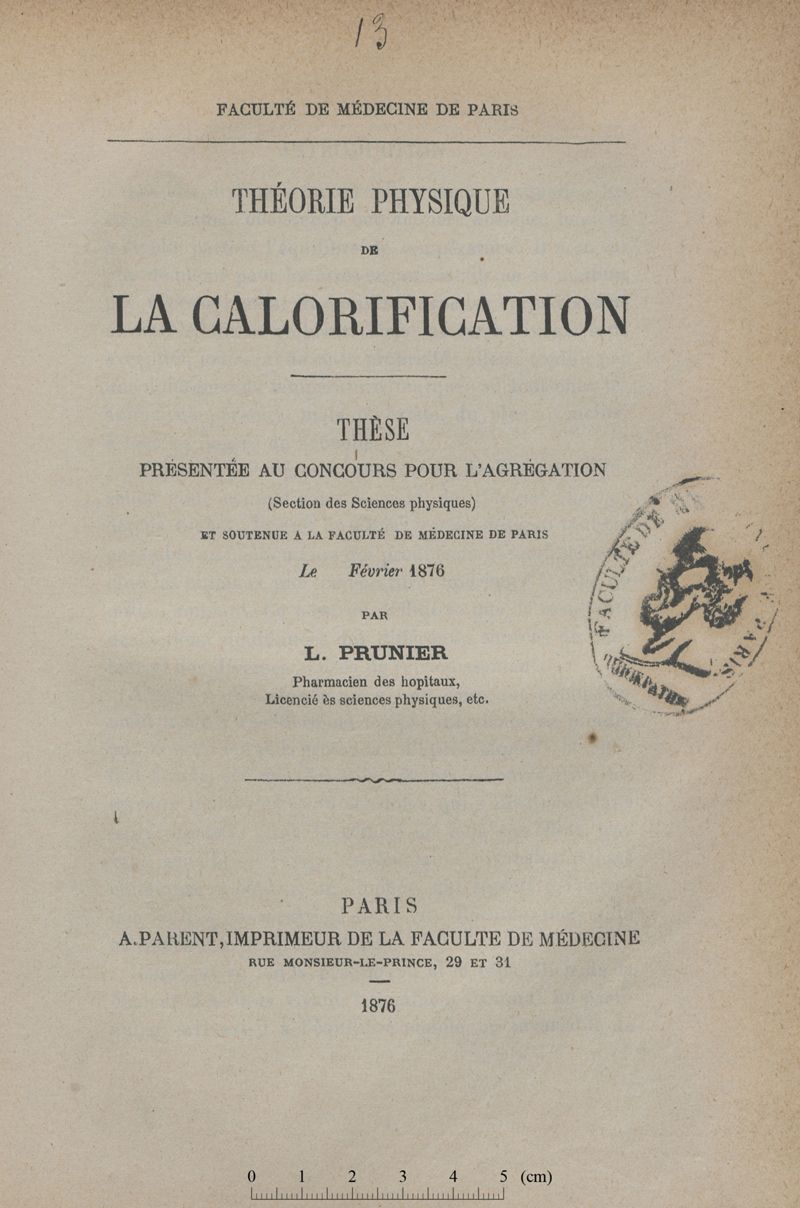 13
FACULTÉ DE MÉDECINE DE PARIS
THÉORIE PHYSIQUE
DE
LA CALORIFICATION
THÈSE
PRÉSENTÉE AU CONCOURS POUR L'AGRÉGATION
(Section des Sciences physiques)
ET SOUTENUE A LA FACULTÉ DE MÉDECINE DE PARIS
Le Février 1876
PAR
L. PRUNIER
Pharmacien des hopitaux,
Licencié ès sciences physiques, etc.
FACULTÉ DE PARIS
PARIS
A. PARENT, IMPRIMEUR DE LA FACULTE DE MÉDECINE
RUE MONSIEUR-LE-PRINCE, 29 ET 31
1876
0 1 2 3 4 5 (cm)